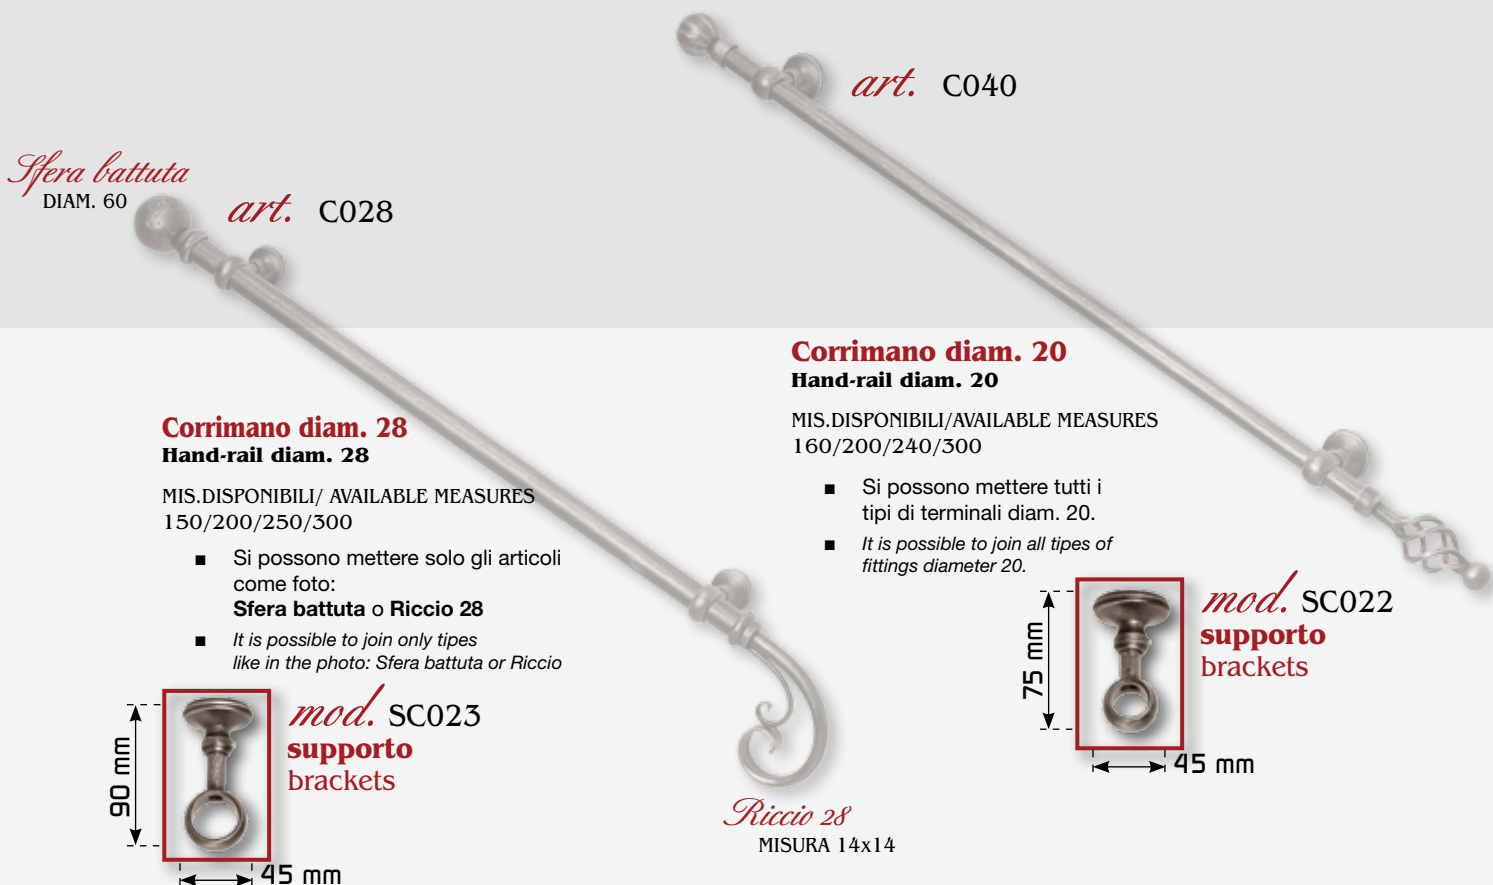 art. C040
Sfera battuta
DIAM. 60
art. C028
Corrimano diam. 28
Hand-rail diam. 28
MIS.DISPONIBILI/ AVAILABLE MEASURES
150/200/250/300
■ Si possono mettere solo gli articoli
come foto:
Sfera battuta o Riccio 28
■ It is possible to join only tipes
like in the photo: Sfera battuta or Riccio
mod. SC023
supporto
brackets
90 mm
45 mm
Riccio 28
MISURA 14x14
Corrimano diam. 20
Hand-rail diam. 20
MIS.DISPONIBILI/AVAILABLE MEASURES
160/200/240/300
■ Si possono mettere tutti i
tipi di terminali diam. 20.
■ It is possible to join all tipes of
fittings diameter 20.
mod. SC022
supporto
brackets
75 mm
45 mm